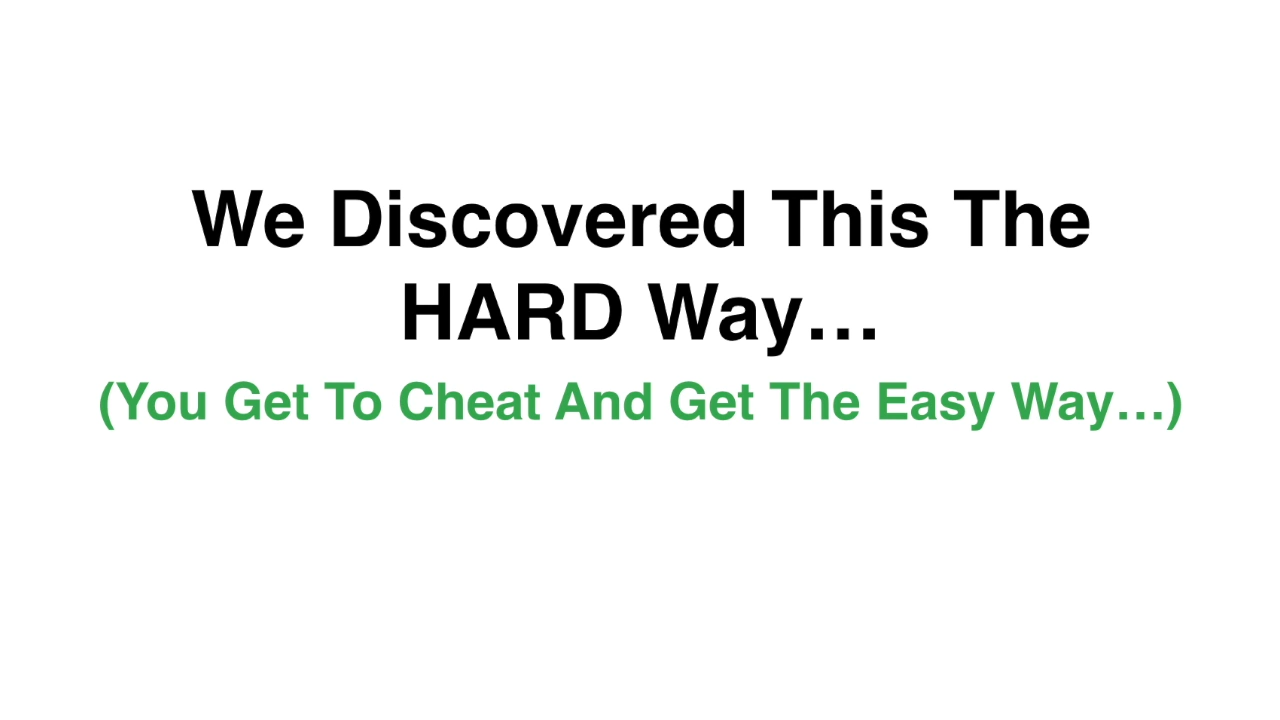 We Discovered This The
HARD Way…
(You Get To Cheat And Get The Easy Way…)